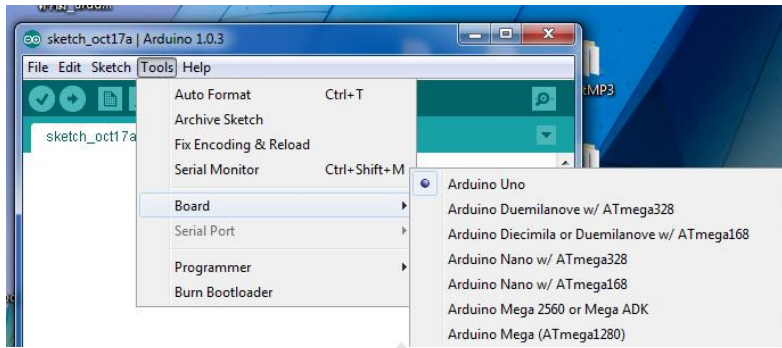 sketch_oct17a | Arduino 1.0.3
File Edit Sketch Tools Help
sketch_oct17a
Auto Format Ctrl+T
Archive Sketch
Fix Encoding & Reload
Serial Monitor Ctrl+Shift+M
Board
Serial Port
Programmer
Burn Bootloader
Arduino Uno
Arduino Duemilanove w/ ATmega328
Arduino Diecimila or Duemilanove w/ ATmega168
Arduino Nano w/ ATmega328
Arduino Nano w/ ATmega168
Arduino Mega 2560 or Mega ADK
Arduino Mega (ATmega1280)